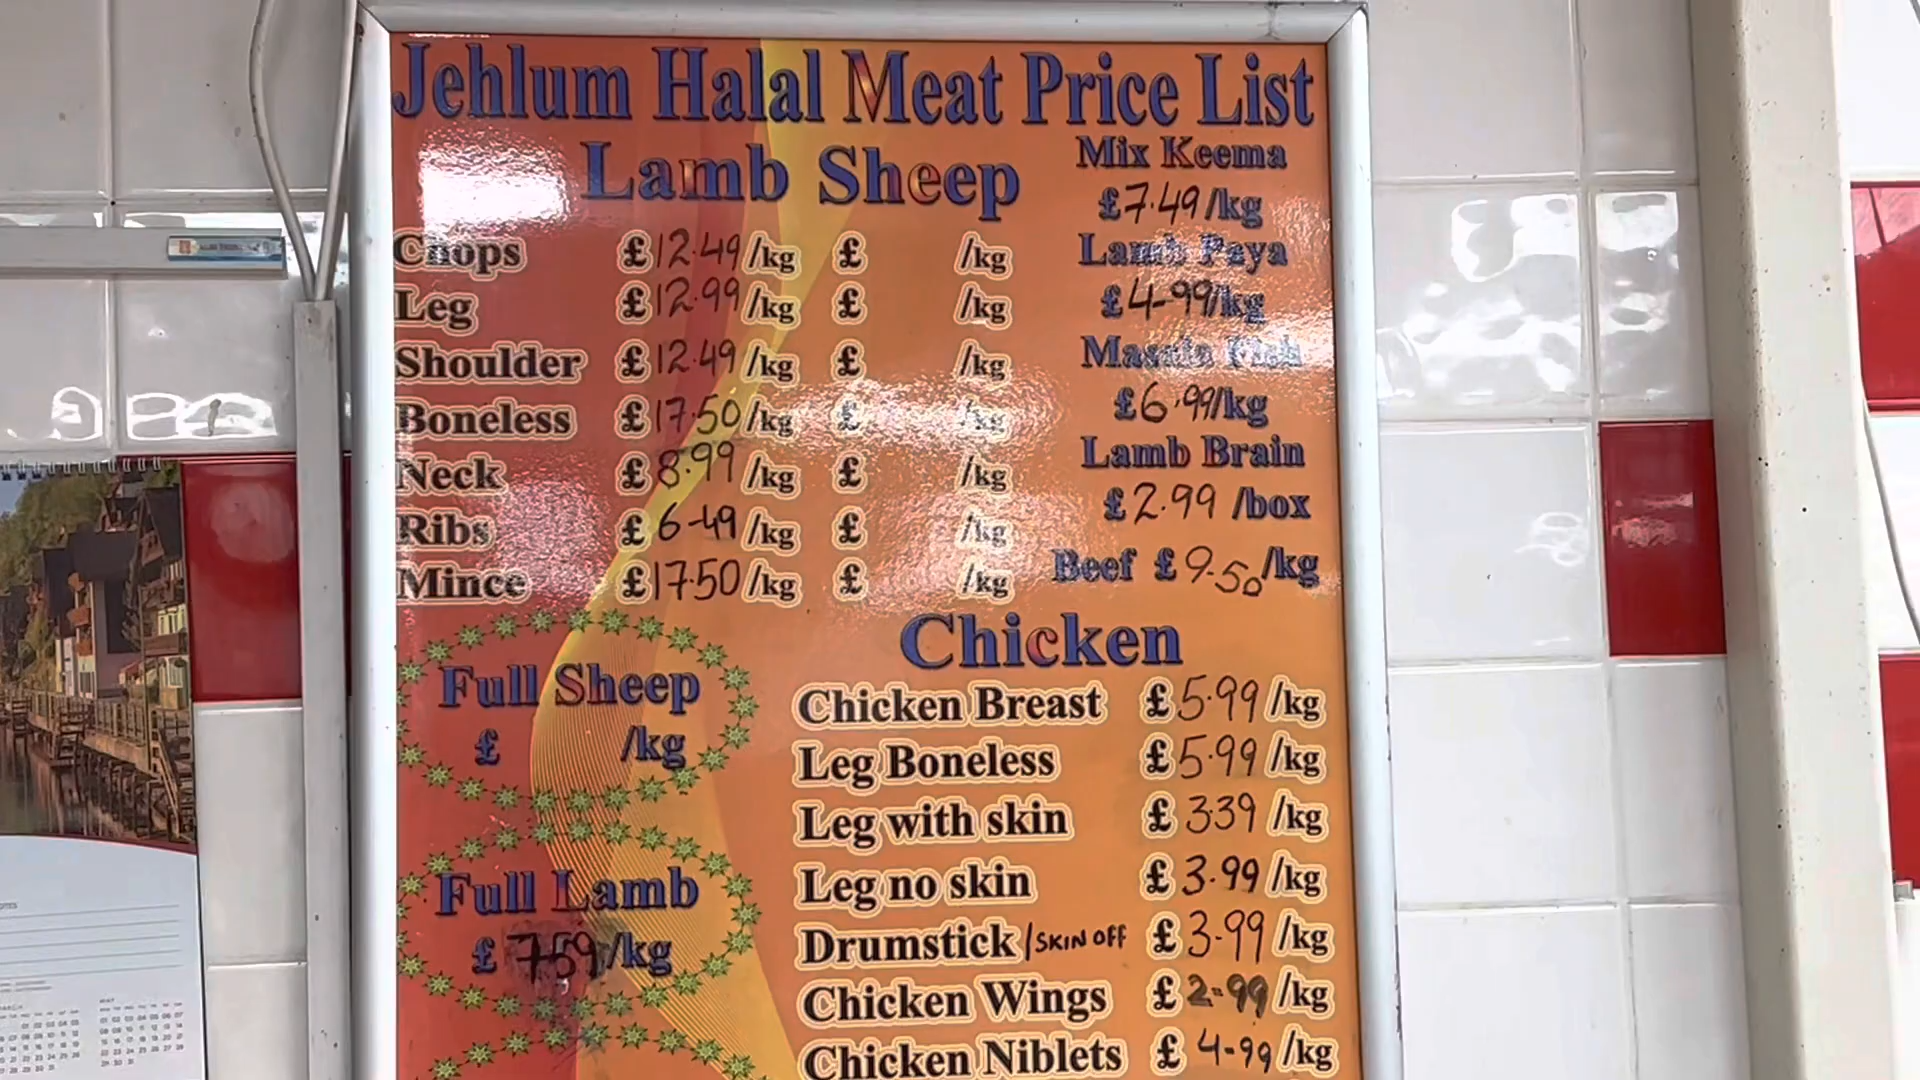 Jehlum Halal Meat Price List
Lamb Sheep
Chops £12.49/kg £ /kg
Leg £12.99/kg £ /kg
Shoulder £12.49/kg £ /kg
Boneless £17.50/kg £ /kg
Neck £8.99/kg £ /kg
Ribs £6-49/kg £ /kg
Mince £17.50/kg £ /kg
Mix Keema
£7.49/kg
Lamb Paya
£4-99/kg
Masala Fish
£6.99/kg
Lamb Brain
£2.99 /box
Beef £9.50/kg
Full Sheep
£ /kg
Full Lamb
£7.59/kg
Chicken
Chicken Breast £5.99/kg
Leg Boneless £5.99/kg
Leg with skin £3.39/kg
Leg no skin £3.99/kg
Drumstick/SKIN OFF £3.99/kg
Chicken Wings £2.99/kg
Chicken Niblets £4-99/kg